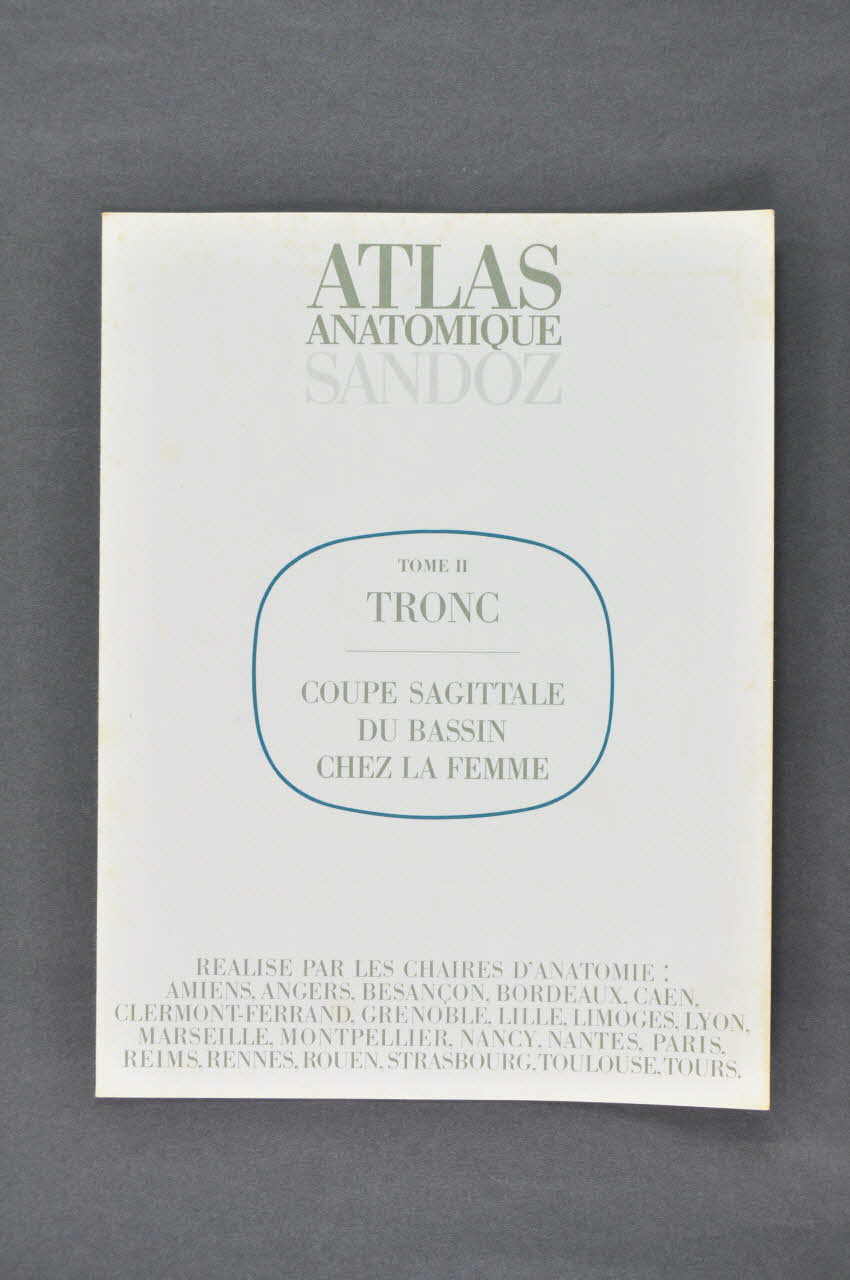 ATLAS
ANATOMIQUE
SANDOZ
TOME II
TRONC
COUPE SAGITTALE
DU BASSIN
CHEZ LA FEMME
REALISE PAR LES CHAIRES D'ANATOMIE :
AMIENS, ANGERS, BESANÇON, BORDEAUX, CAEN,
CLERMONT-FERRAND, GRENOBLE, LILLE, LIMOGES, LYON,
MARSEILLE, MONTPELLIER, NANCY, NANTES, PARIS,
REIMS, RENNES, ROUEN, STRASBOURG, TOULOUSE, TOURS.